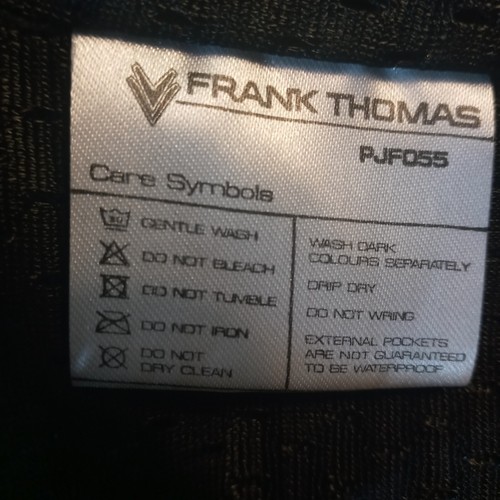 FRANK THOMAS
PJF055
Care Symbols
GENTLE WASH
DO NOT BLEACH
DO NOT TUMBLE
DO NOT IRON
DO NOT
DRY CLEAN
WASH DARK
COLOURS SEPARATELY
DRIP DRY
DO NOT WRING
EXTERNAL POCKETS
ARE NOT GUARANTEED
TO BE WATERPROOF